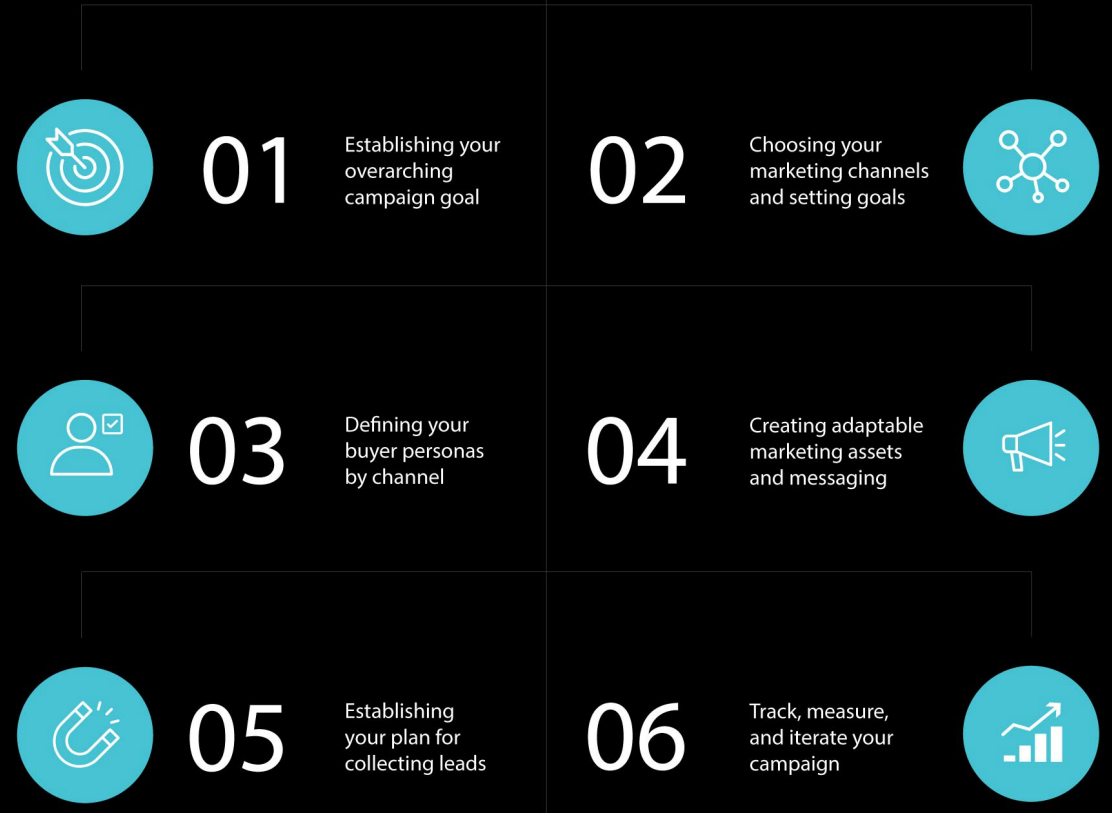 01
Establishing your
overarching
campaign goal
02
Choosing your
marketing channels
and setting goals
03
Defining your
buyer personas
by channel
04
Creating adaptable
marketing assets
and messaging
05
Establishing
your plan for
collecting leads
06
Track, measure,
and iterate your
campaign